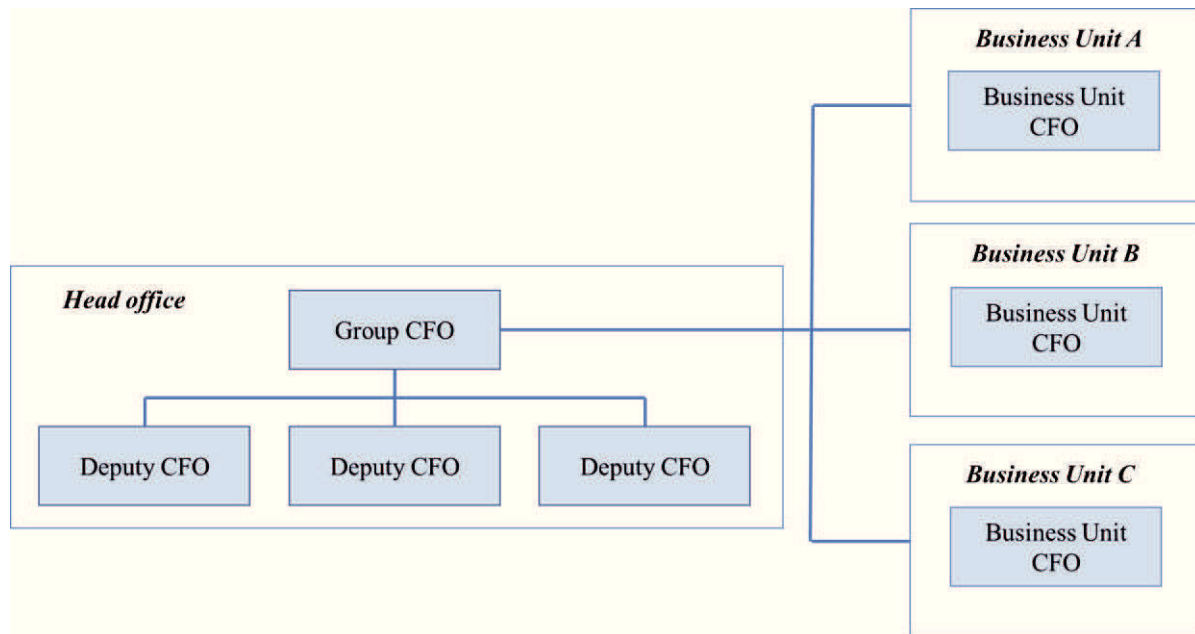 Business Unit A
Business Unit
CFO
Business Unit B
Business Unit
CFO
Head office
Group CFO
Deputy CFO
Deputy CFO
Deputy CFO
Business Unit C
Business Unit
CFO